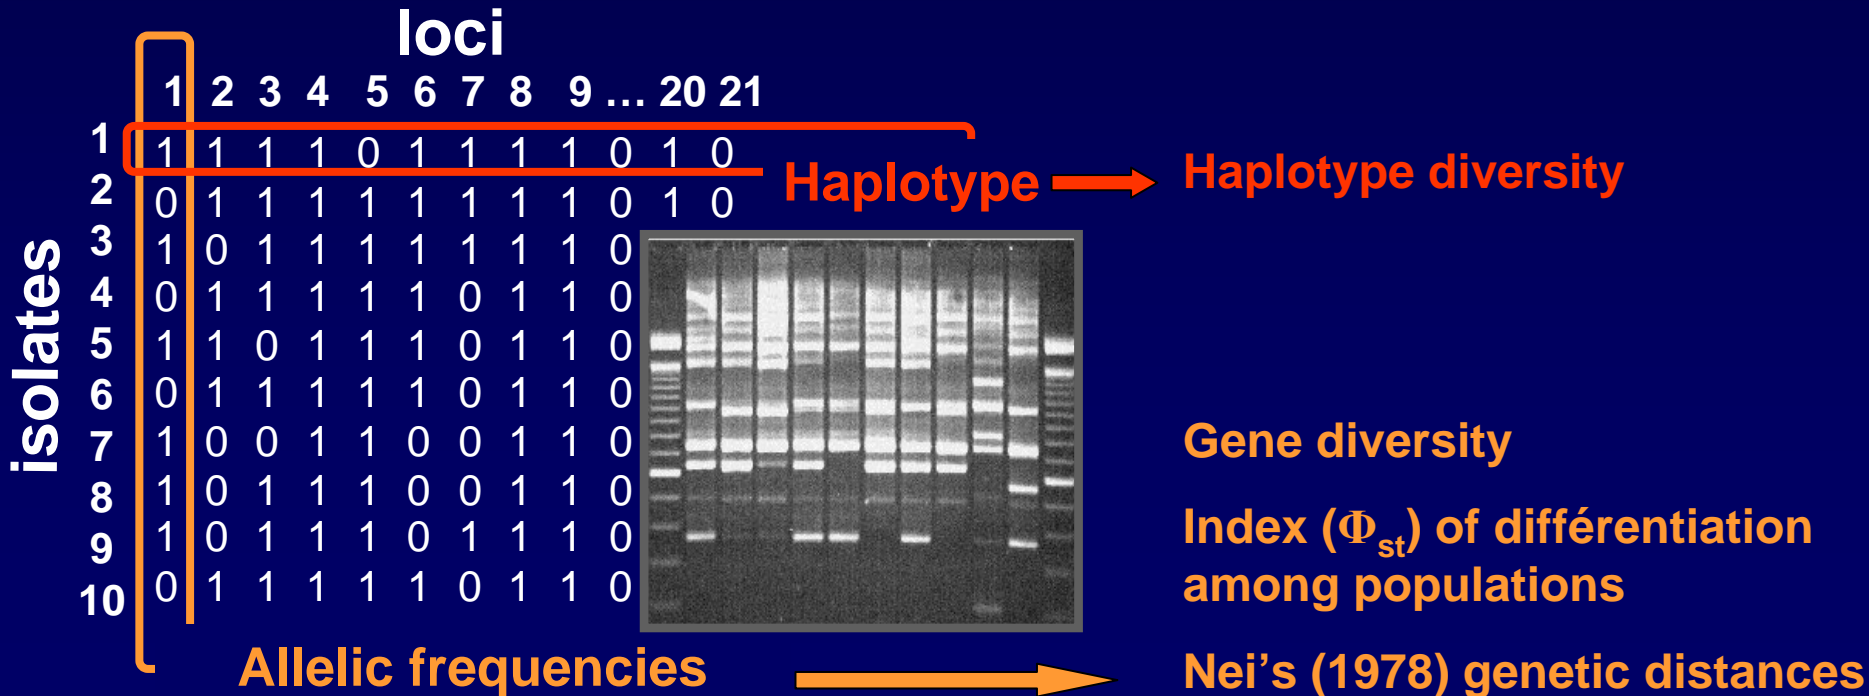 loci
1 2 3 4 5 6 7 8 9 ... 20 21
isolates
1 1 1 1 1 0 1 1 1 1 0 1 0
Haplotype Haplotype diversity
2 0 1 1 1 1 1 1 1 1 0 1 0
3 1 0 1 1 1 1 1 1 1 0
4 0 1 1 1 1 1 0 1 1 0
5 1 1 0 1 1 1 0 1 1 0
6 0 1 1 1 1 1 0 1 1 0
7 1 0 0 1 1 0 0 1 1 0
8 1 0 1 1 1 0 0 1 1 0
9 1 0 1 1 1 0 1 1 1 0
10 0 1 1 1 1 1 0 1 1 0
Gene diversity
Index (Φst) of différentiation
among populations
Allelic frequencies
Nei's (1978) genetic distances